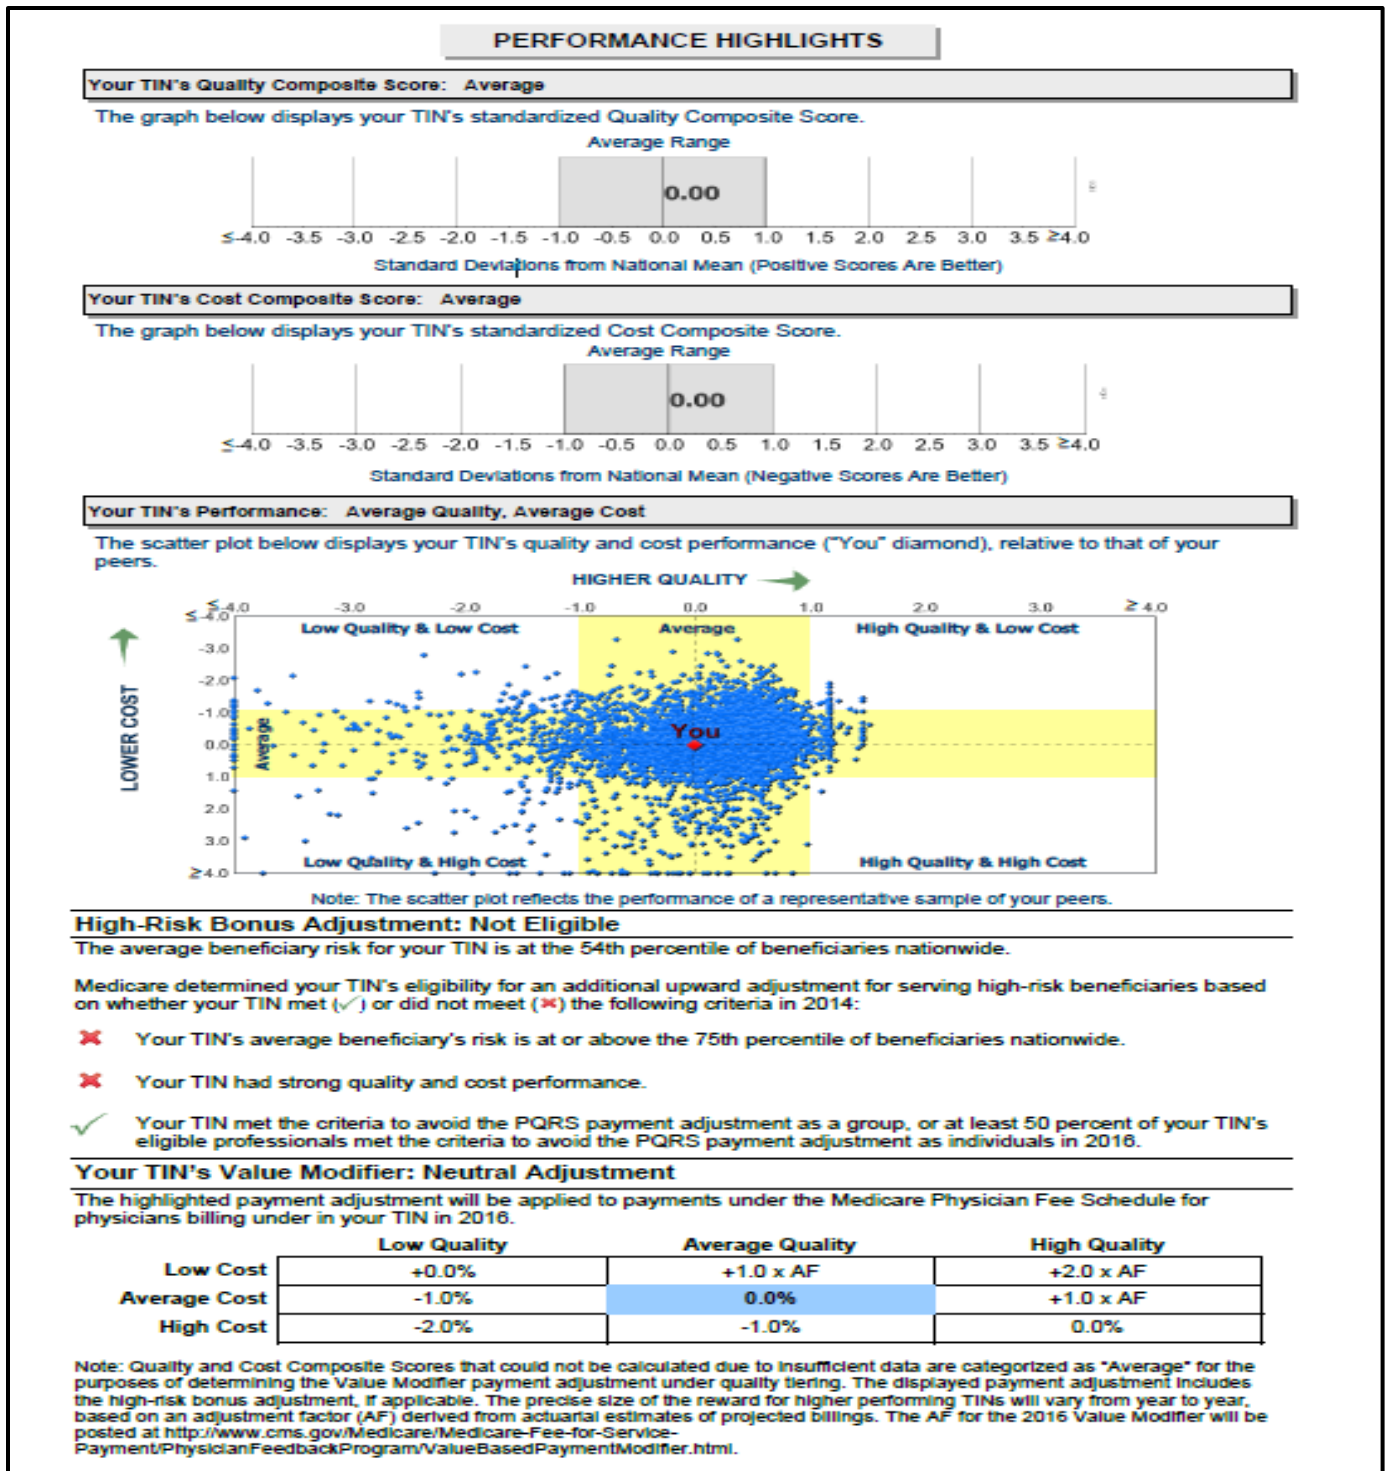 PERFORMANCE HIGHLIGHTS
Your TIN's Quality Composite Score: Average
The graph below displays your TIN's standardized Quality Composite Score.
Average Range
0.00
≤-4.0 -3.5 -3.0 -2.5 -2.0 -1.5 -1.0 -0.5 0.0 0.5 1.0 1.5 2.0 2.5 3.0 3.5 ≥4.0
Standard Deviations from National Mean (Positive Scores Are Better)
Your TIN's Cost Composite Score: Average
The graph below displays your TIN's standardized Cost Composite Score.
Average Range
0.00
≤-4.0 -3.5 -3.0 -2.5 -2.0 -1.5 -1.0 -0.5 0.0 0.5 1.0 1.5 2.0 2.5 3.0 3.5 ≥4.0
Standard Deviations from National Mean (Negative Scores Are Better)
Your TIN's Performance: Average Quality, Average Cost
The scatter plot below displays your TIN's quality and cost performance ("You" diamond), relative to that of your
peers.
HIGHER QUALITY
≤-4.0 -3.0 -2.0 -1.0 0.0 1.0 2.0 3.0 ≥ 4.0
≤-4.0
Low Quality & Low Cost Average High Quality & Low Cost
-3.0
-2.0
-1.0
LOWER COST
Average
You
0.0
1.0
2.0
3.0
Low Quality & High Cost High Quality & High Cost
≥4.0
Note: The scatter plot reflects the performance of a representative sample of your peers.
High-Risk Bonus Adjustment: Not Eligible
The average beneficiary risk for your TIN is at the 54th percentile of beneficiaries nationwide.
Medicare determined your TIN's eligibility for an additional upward adjustment for serving high-risk beneficiaries based
on whether your TIN met (✓) or did not meet (✖) the following criteria in 2014:
✖ Your TIN's average beneficiary's risk is at or above the 75th percentile of beneficiaries nationwide.
✖ Your TIN had strong quality and cost performance.
✓ Your TIN met the criteria to avoid the PQRS payment adjustment as a group, or at least 50 percent of your TIN's
eligible professionals met the criteria to avoid the PQRS payment adjustment as individuals in 2016.
Your TIN's Value Modifier: Neutral Adjustment
The highlighted payment adjustment will be applied to payments under the Medicare Physician Fee Schedule for
physicians billing under in your TIN in 2016.
Low Quality Average Quality High Quality
Low Cost +0.0% +1.0 x AF +2.0 x AF
Average Cost -1.0% 0.0% +1.0 x AF
High Cost -2.0% -1.0% 0.0%
Note: Quality and Cost Composite Scores that could not be calculated due to insufficient data are categorized as "Average" for the
purposes of determining the Value Modifier payment adjustment under quality tiering. The displayed payment adjustment includes
the high-risk bonus adjustment, if applicable. The precise size of the reward for higher performing TINs will vary from year to year,
based on an adjustment factor (AF) derived from actuarial estimates of projected billings. The AF for the 2016 Value Modifier will be
posted at http://www.cms.gov/Medicare/Medicare-Fee-for-Service-
Payment/PhysicianFeedbackProgram/ValueBasedPaymentModifier.html.